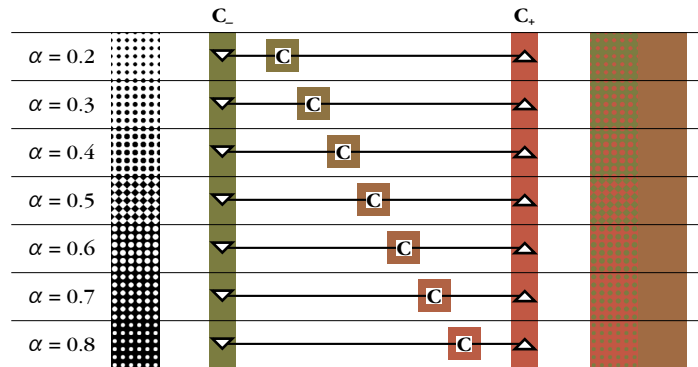 C₋ C₊
α = 0.2 C
α = 0.3 C
α = 0.4 C
α = 0.5 C
α = 0.6 C
α = 0.7 C
α = 0.8 C